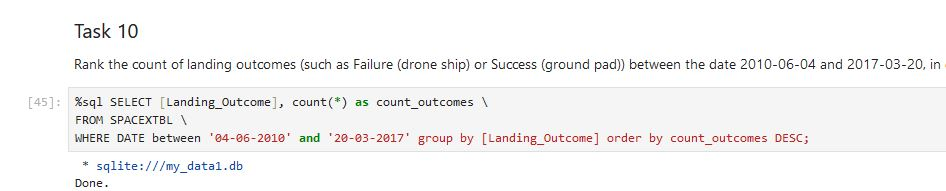 Task 10
Rank the count of landing outcomes (such as Failure (drone ship) or Success (ground pad)) between the date 2010-06-04 and 2017-03-20, in
[45]: %sql SELECT [Landing_Outcome], count(*) as count_outcomes \
FROM SPACEXTBL \
WHERE DATE between '04-06-2010' and '20-03-2017' group by [Landing_Outcome] order by count_outcomes DESC;
* sqlite:///my_data1.db
Done.